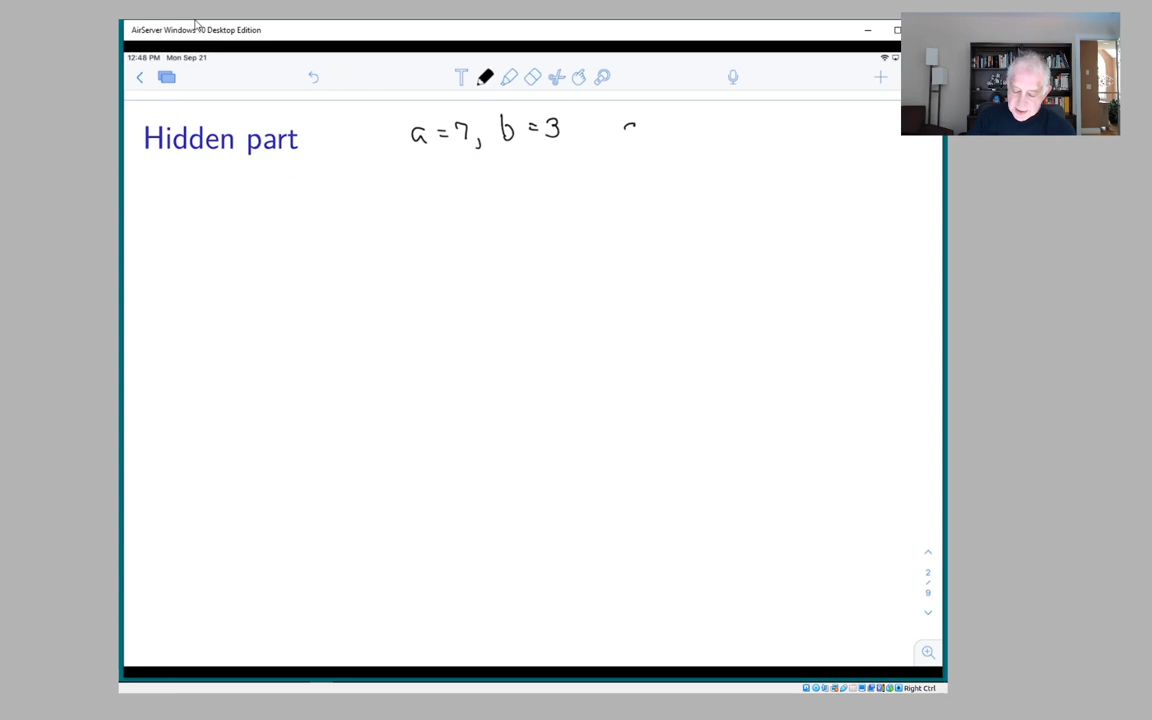 AirServer Windows 10 Desktop Edition
12:48 PM Mon Sep 21
Hidden part
a = 7, b = 3
2
/
9
Right Ctrl